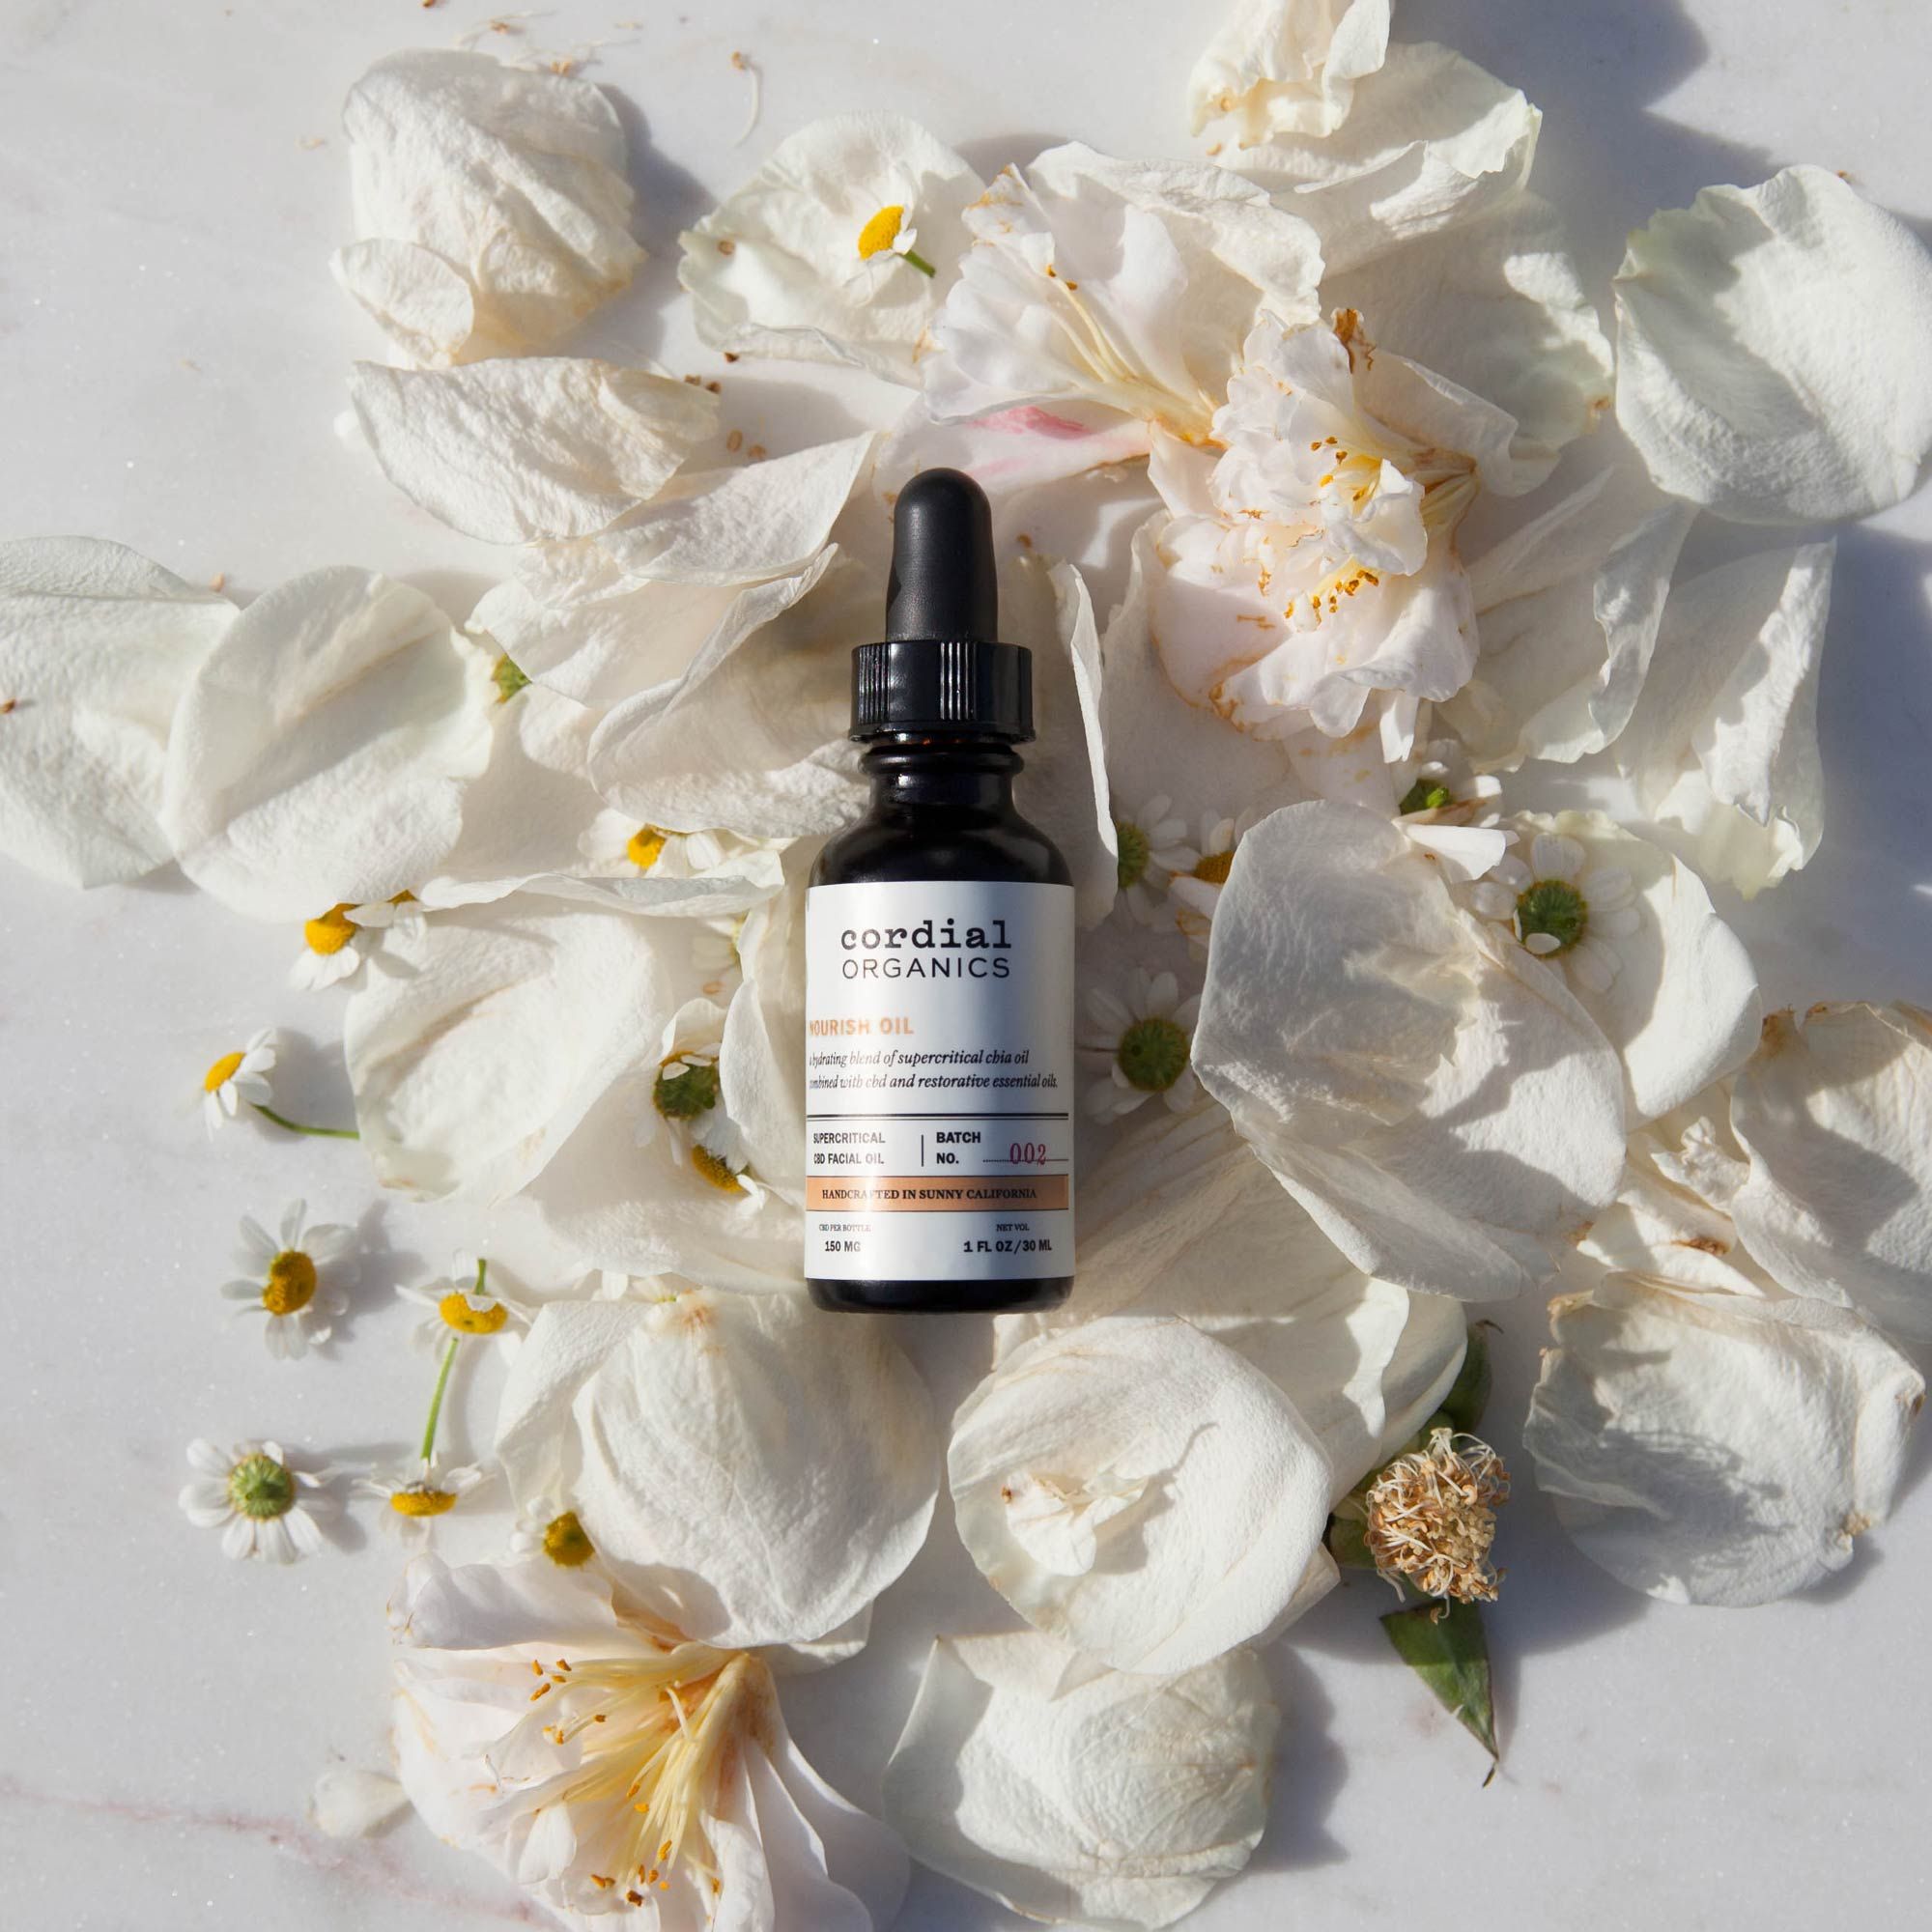 cordial
ORGANICS
NOURISH OIL
a hydrating blend of supercritical chia oil
combined with cbd and restorative essential oils.
SUPERCRITICAL
CBD FACIAL OIL
BATCH
NO. 002
HANDCRAFTED IN SUNNY CALIFORNIA
CBD PER BOTTLE
150 MG
NET VOL
1 FL OZ/30 ML